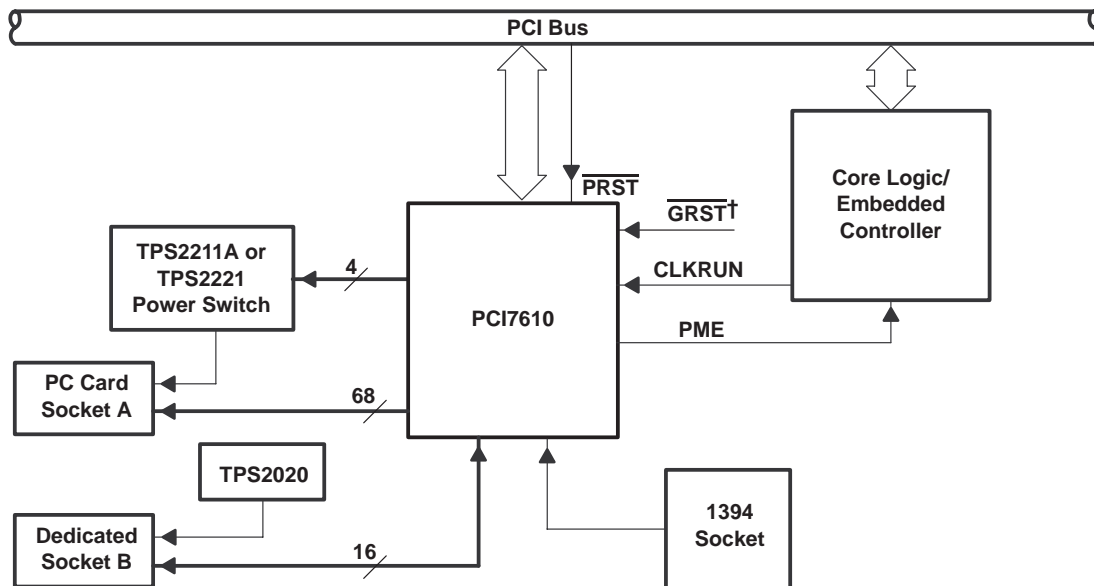 PCI Bus
PRST
GRST†
Core Logic/
Embedded
Controller
TPS2211A or
TPS2221
Power Switch
4
PCI7610
CLKRUN
PME
PC Card
Socket A
68
TPS2020
Dedicated
Socket B
16
1394
Socket